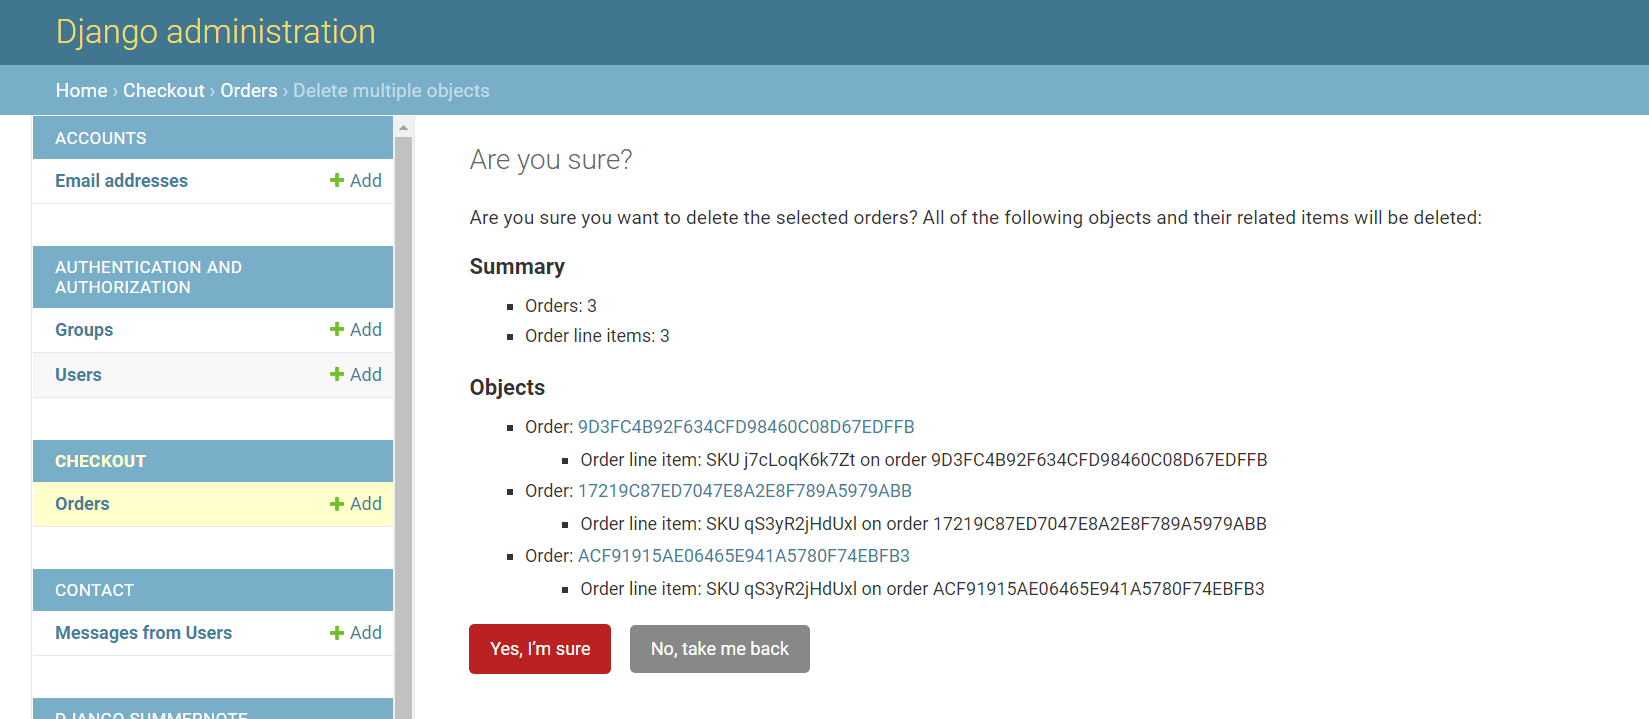 Django administration
Home › Checkout › Orders › Delete multiple objects
ACCOUNTS
Email addresses
Add
AUTHENTICATION AND
AUTHORIZATION
Groups
Add
Users
Add
CHECKOUT
Orders
Add
CONTACT
Messages from Users
Add
DJANGO SUMMERNOTE
Are you sure?
Are you sure you want to delete the selected orders? All of the following objects and their related items will be deleted:
Summary
Orders: 3
Order line items: 3
Objects
Order: 9D3FC4B92F634CFD98460C08D67EDFFB
Order line item: SKU j7cLoqK6k7Zt on order 9D3FC4B92F634CFD98460C08D67EDFFB
Order: 17219C87ED7047E8A2E8F789A5979ABB
Order line item: SKU qS3yR2jHdUxl on order 17219C87ED7047E8A2E8F789A5979ABB
Order: ACF91915AE06465E941A5780F74EBFB3
Order line item: SKU qS3yR2jHdUxl on order ACF91915AE06465E941A5780F74EBFB3
Yes, I’m sure
No, take me back